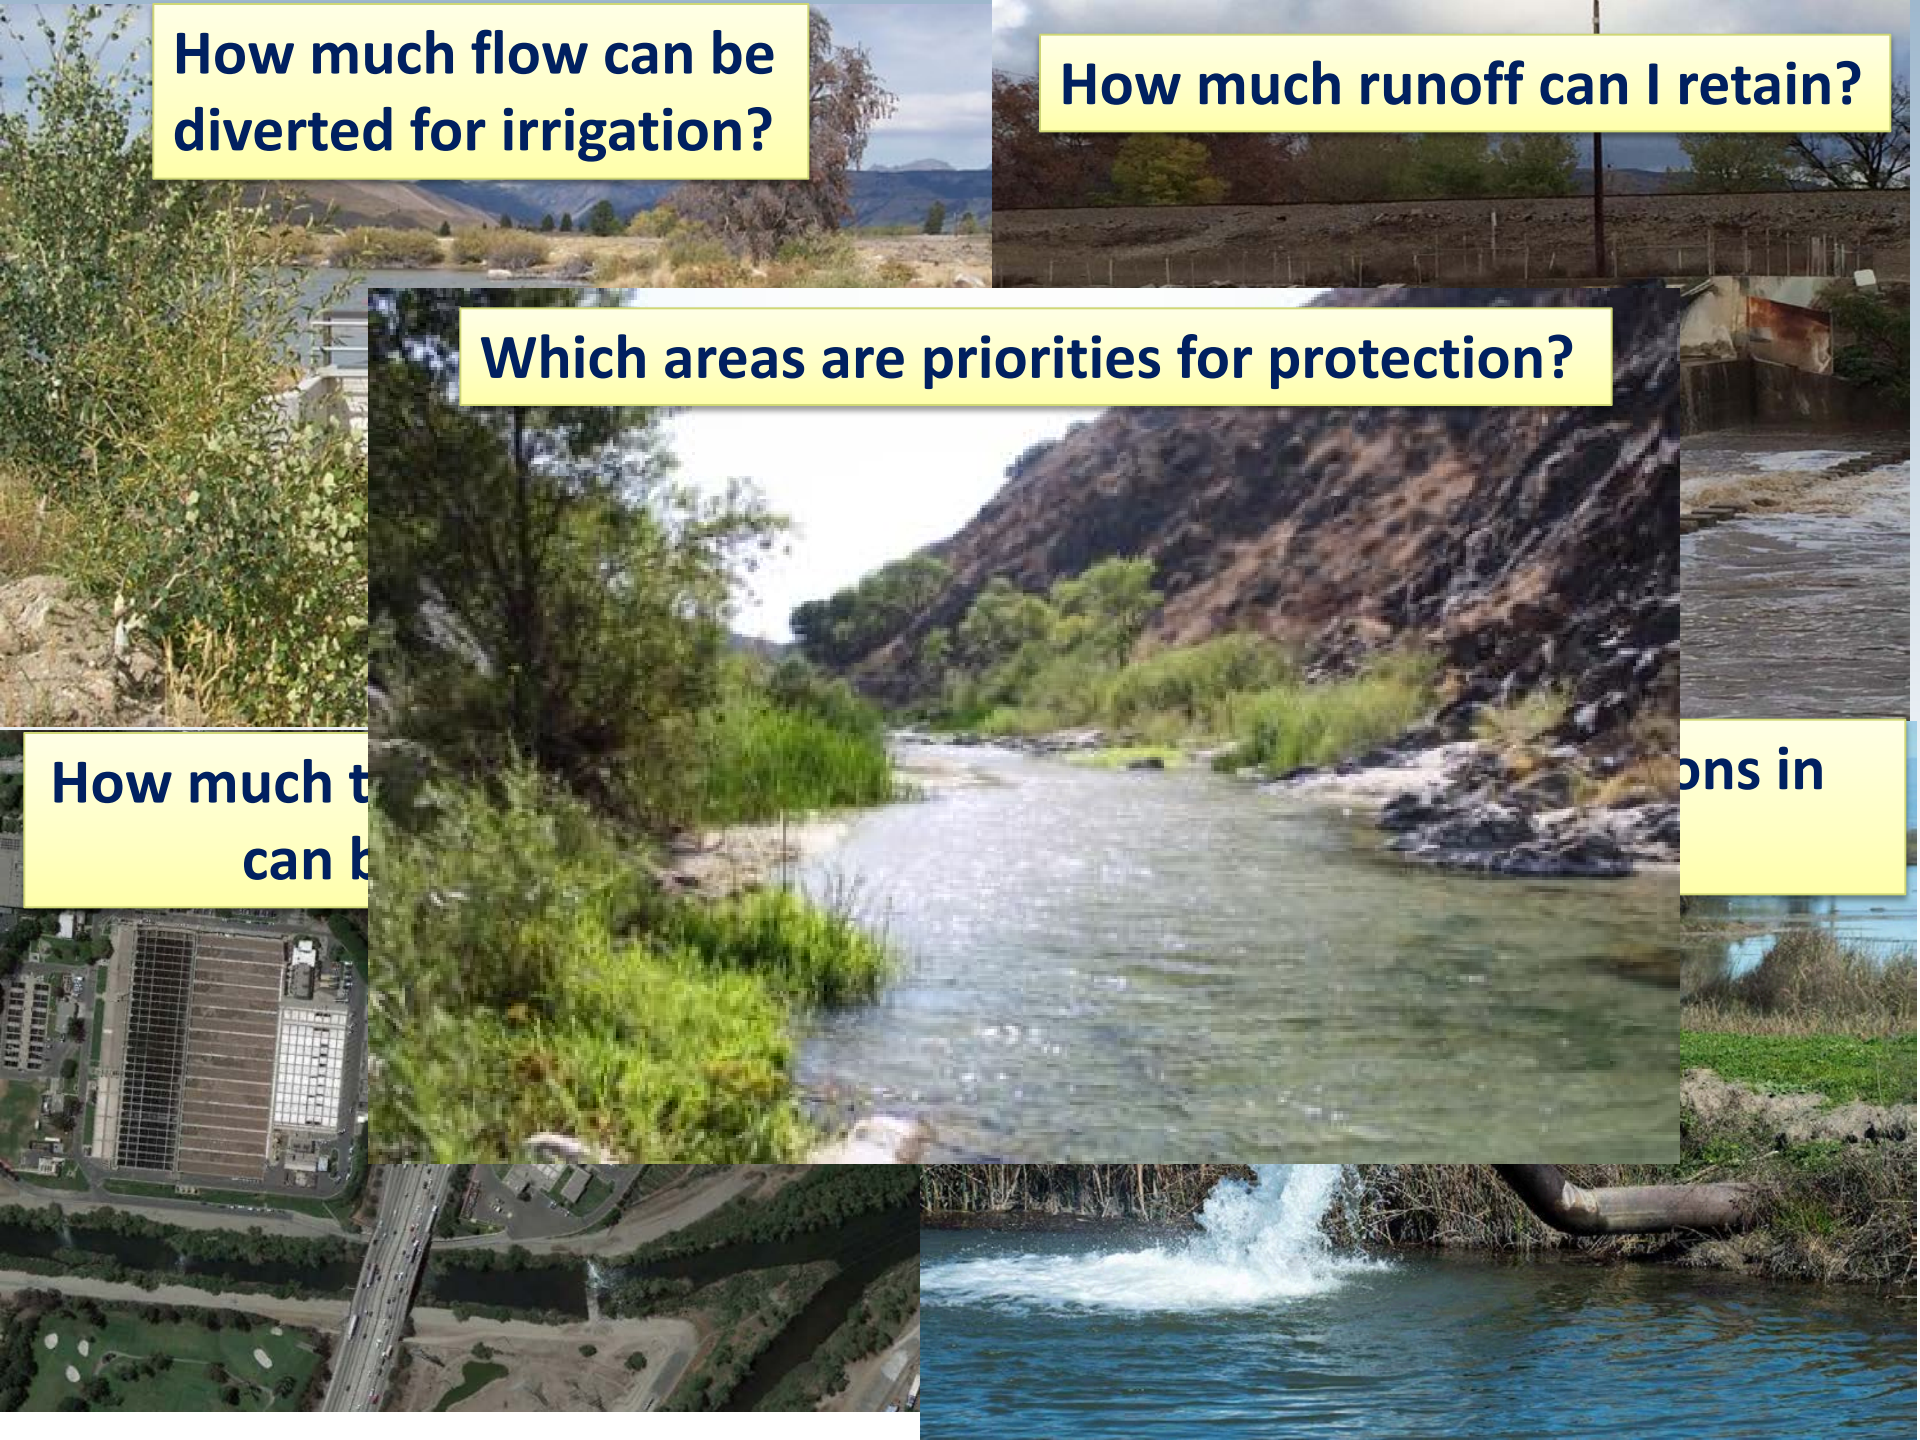 How much flow can be
diverted for irrigation?
How much runoff can I retain?
Which areas are priorities for protection?
How much
can
in